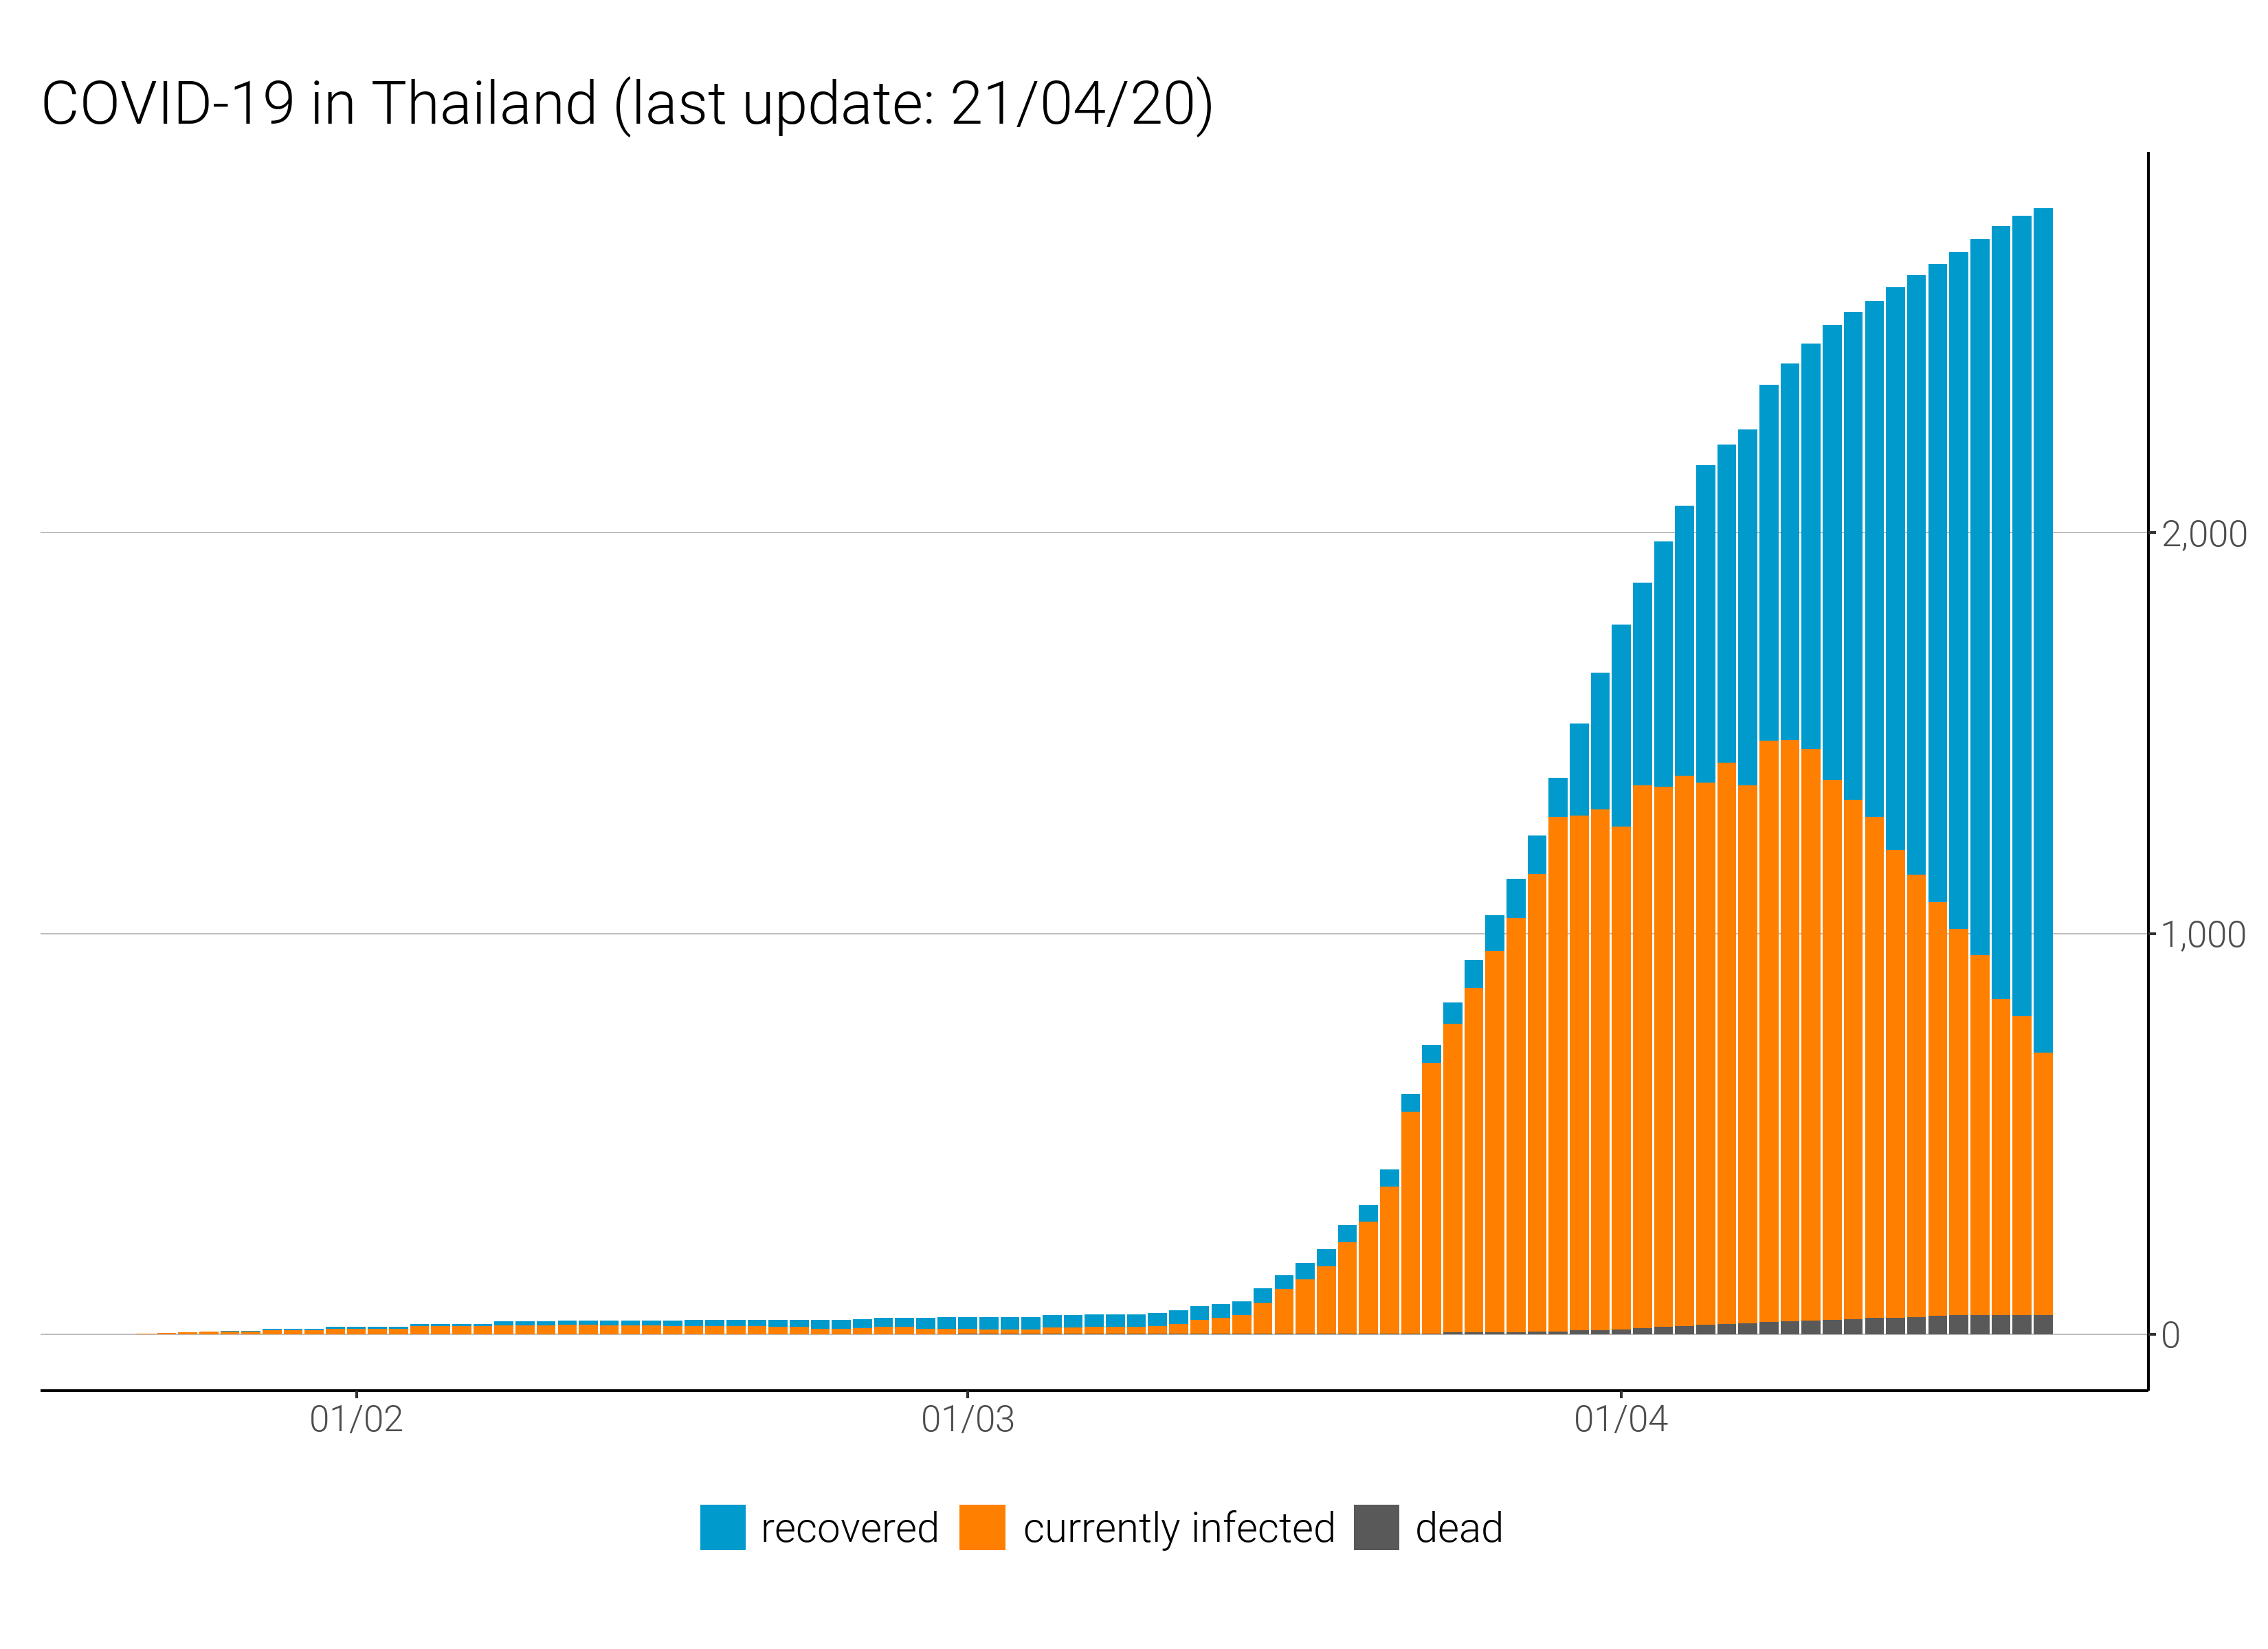 COVID-19 in Thailand (last update: 21/04/20)
2,000
1,000
0
01/02 01/03 01/04
recovered currently infected dead